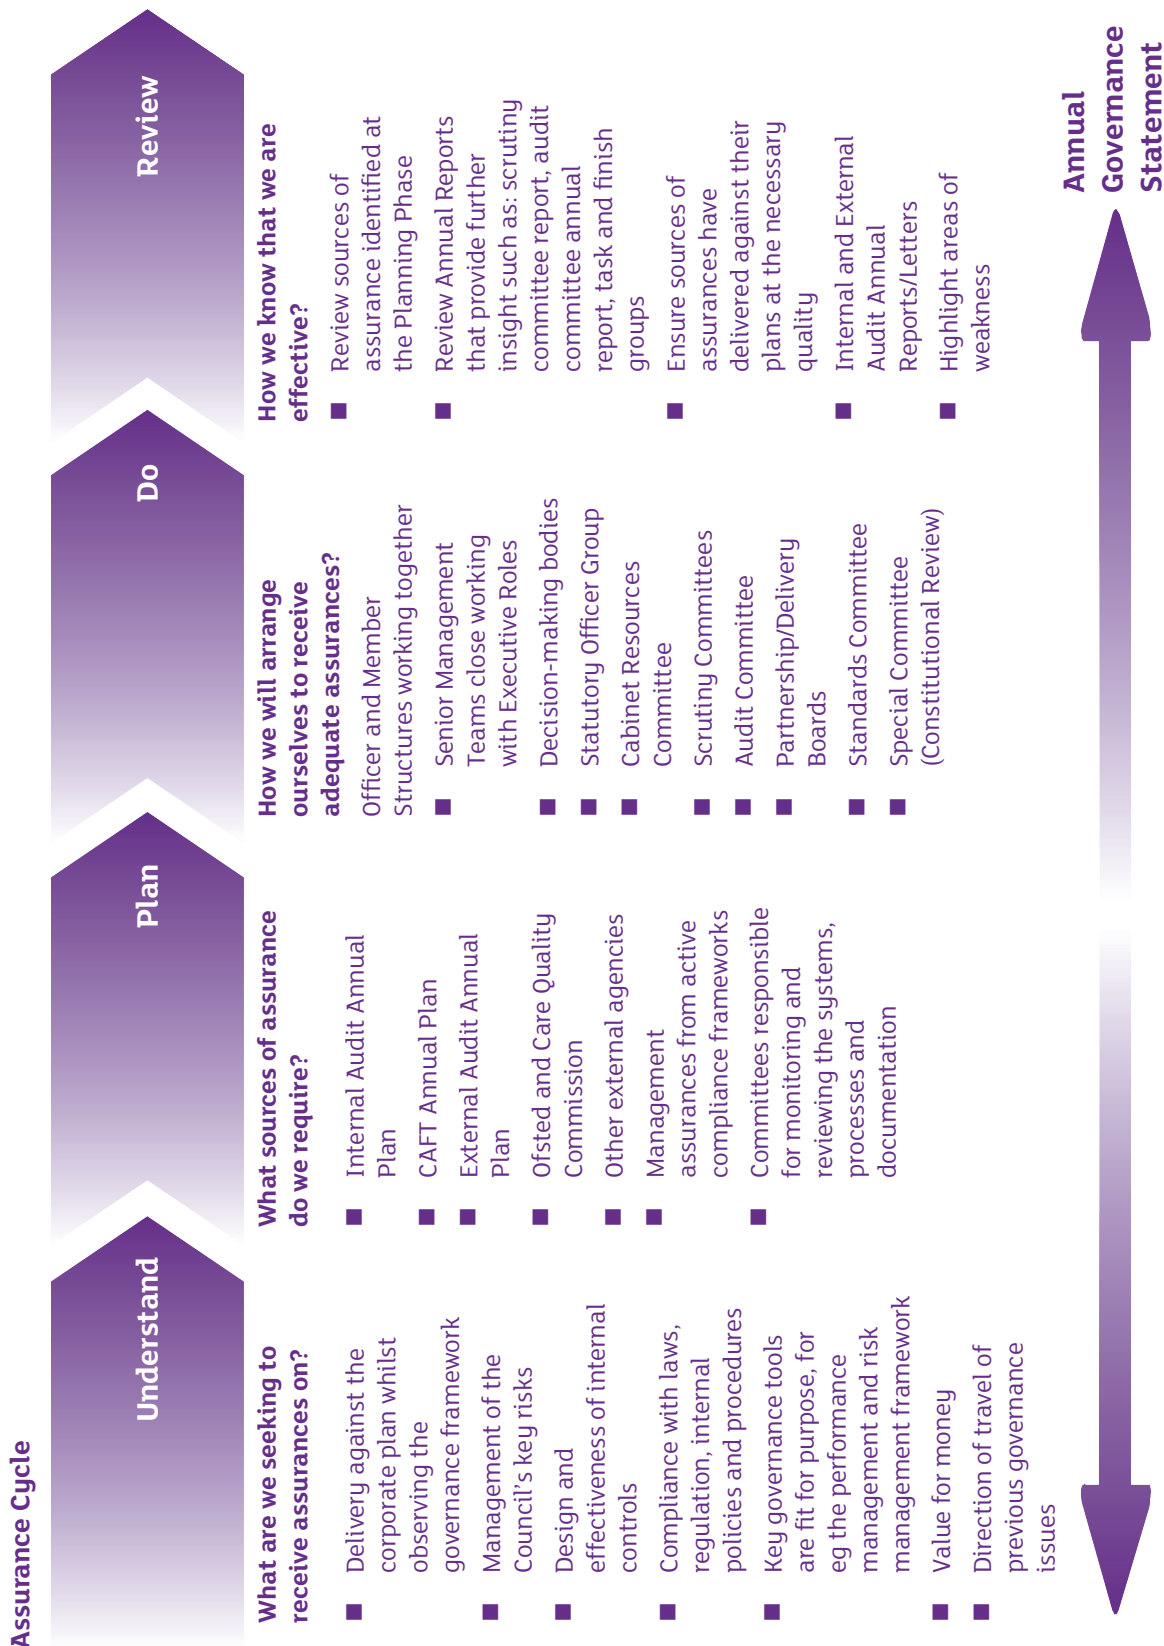 Assurance Cycle
Understand
What are we seeking to
receive assurances on?
■ Delivery against the
corporate plan whilst
observing the
governance framework
■ Management of the
Council’s key risks
■ Design and
effectiveness of internal
controls
■ Compliance with laws,
regulation, internal
policies and procedures
■ Key governance tools
are fit for purpose, for
eg the performance
management and risk
management framework
■ Value for money
■ Direction of travel of
previous governance
issues
Plan
What sources of assurance
do we require?
■ Internal Audit Annual
Plan
■ CAFT Annual Plan
■ External Audit Annual
Plan
■ Ofsted and Care Quality
Commission
■ Other external agencies
■ Management
assurances from active
compliance frameworks
■ Committees responsible
for monitoring and
reviewing the systems,
processes and
documentation
Do
How we will arrange
ourselves to receive
adequate assurances?
Officer and Member
Structures working together
■ Senior Management
Teams close working
with Executive Roles
■ Decision-making bodies
■ Statutory Officer Group
■ Cabinet Resources
Committee
■ Scrutiny Committees
■ Audit Committee
■ Partnership/Delivery
Boards
■ Standards Committee
■ Special Committee
(Constitutional Review)
Review
How we know that we are
effective?
■ Review sources of
assurance identified at
the Planning Phase
■ Review Annual Reports
that provide further
insight such as: scrutiny
committee report, audit
committee annual
report, task and finish
groups
■ Ensure sources of
assurances have
delivered against their
plans at the necessary
quality
■ Internal and External
Audit Annual
Reports/Letters
■ Highlight areas of
weakness
Annual
Governance
Statement